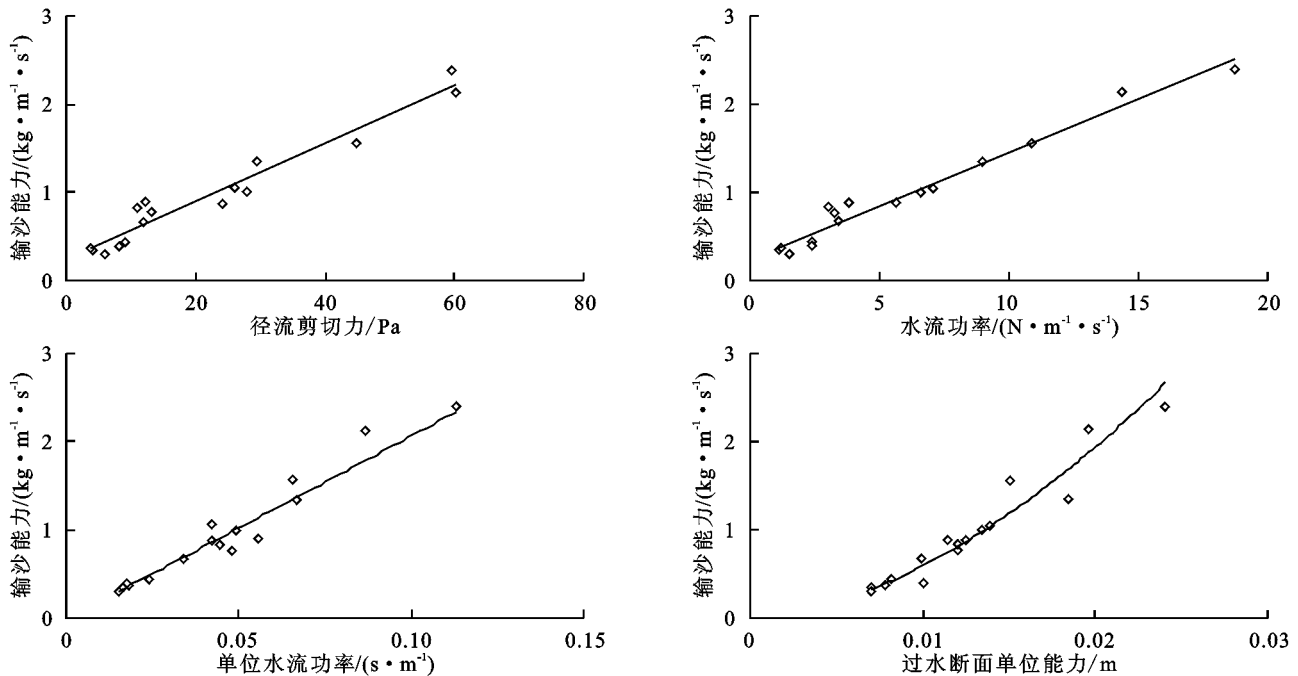 3
2
1
0
输沙能力/(kg·m⁻¹·s⁻¹)
0 20 40 60 80
径流剪切力/Pa
3
2
1
0
输沙能力/(kg·m⁻¹·s⁻¹)
0 5 10 15 20
水流功率/(N·m⁻¹·s⁻¹)
3
2
1
0
输沙能力/(kg·m⁻¹·s⁻¹)
0 0.05 0.10 0.15
单位水流功率/(s·m⁻¹)
3
2
1
0
输沙能力/(kg·m⁻¹·s⁻¹)
0 0.01 0.02 0.03
过水断面单位能力/m